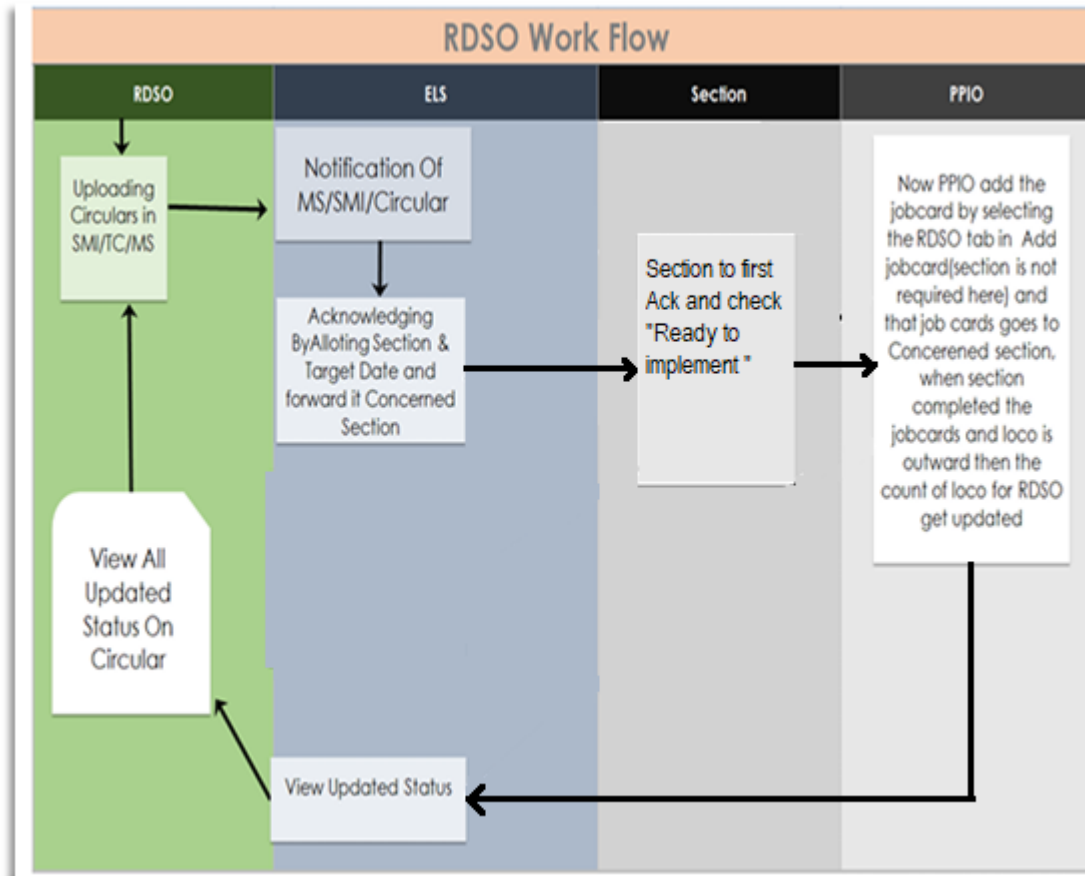 RDSO Work Flow
RDSO
ELS
Section
PPIO
Uploading
Circulars in
SMI/TC/MS
Notification Of
MS/SMI/Circular
Acknowledging
ByAlloting Section &
Target Date and
forward it Concerned
Section
Section to first
Ack and check
"Ready to
implement "
Now PPIO add the
jobcard by selecting
the RDSO tab in Add
jobcard(section is not
required here) and
that job cards goes to
Concerened section,
when section
completed the
jobcards and loco is
outward then the
count of loco for RDSO
get updated
View All
Updated
Status On
Circular
View Updated Status